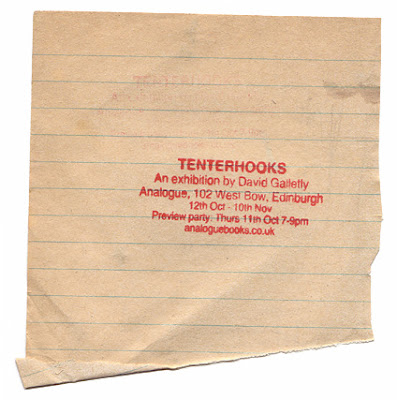 TENTERHOOKS
An exhibition by David Galletly
Analogue, 102 West Bow, Edinburgh
12th Oct - 10th Nov
Preview party, Thurs 11th Oct 7-9pm
analoguebooks.co.uk